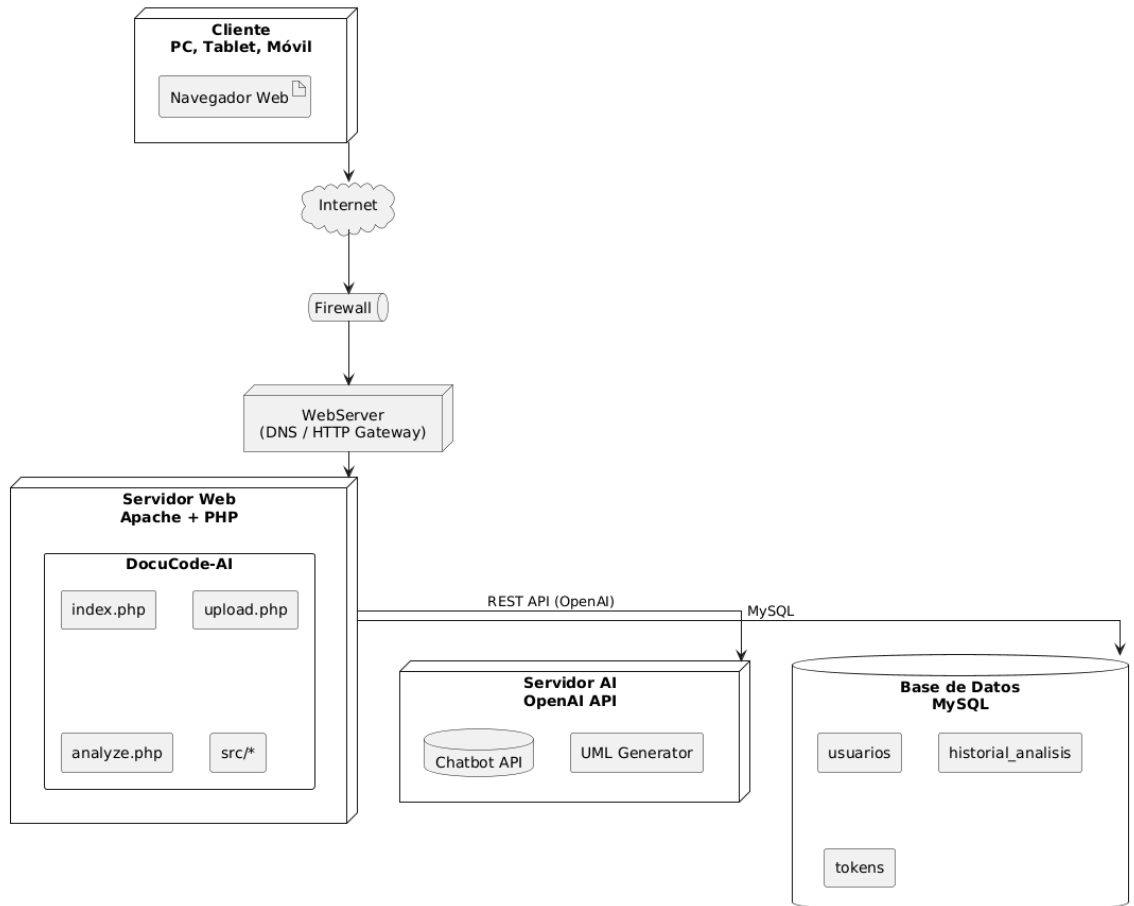 Cliente
PC, Tablet, Móvil
Navegador Web
Internet
Firewall
WebServer
(DNS / HTTP Gateway)
Servidor Web
Apache + PHP
DocuCode-AI
index.php
upload.php
analyze.php
src/*
REST API (OpenAI)
MySQL
Servidor AI
OpenAI API
Chatbot API
UML Generator
Base de Datos
MySQL
usuarios
historial_analisis
tokens